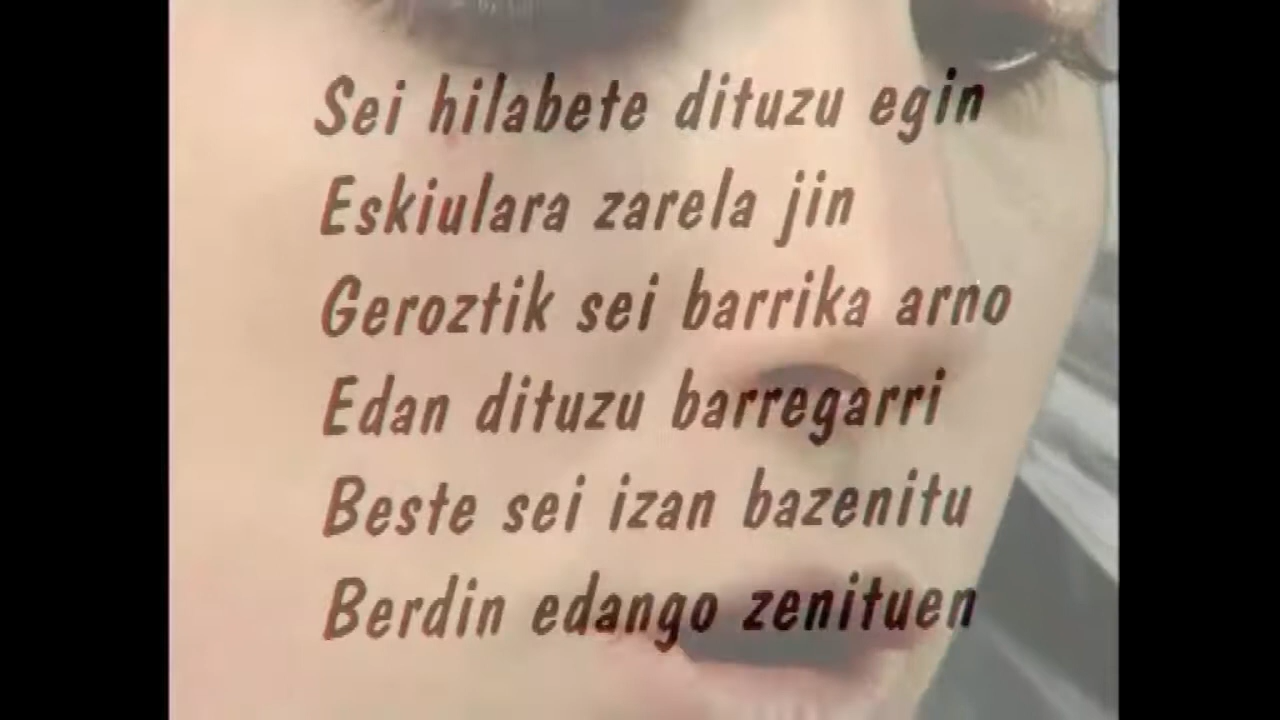 Sei hilabete dituzu egin
Eskiulara zarela jin
Geroztik sei barrika arno
Edan dituzu barregarri
Beste sei izan bazenitu
Berdin edango zenituen